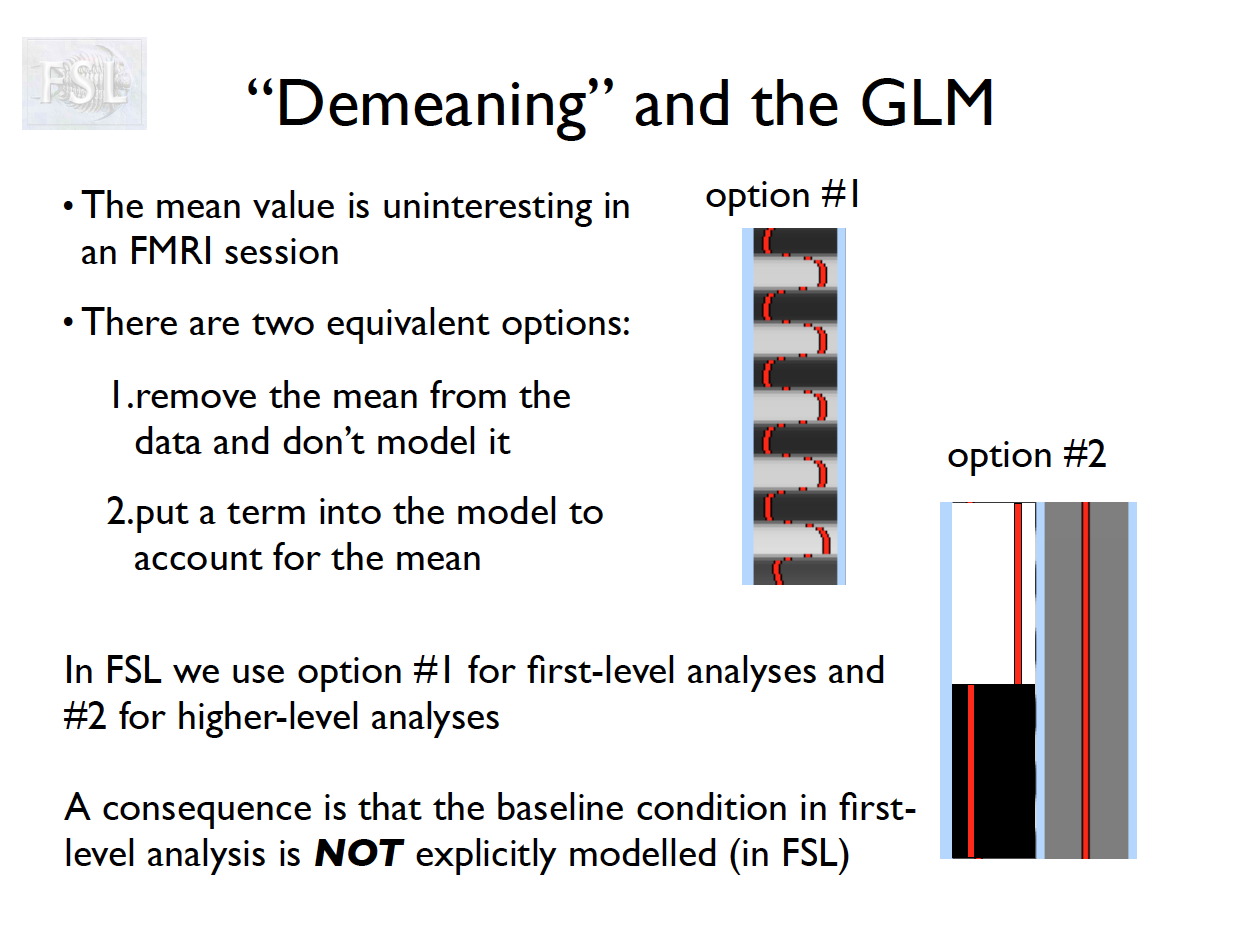 FSL
“Demeaning” and the GLM
• The mean value is uninteresting in
an FMRI session
• There are two equivalent options:
1.remove the mean from the
data and don’t model it
2.put a term into the model to
account for the mean
option #1
option #2
In FSL we use option #1 for first-level analyses and
#2 for higher-level analyses
A consequence is that the baseline condition in first-
level analysis is NOT explicitly modelled (in FSL)